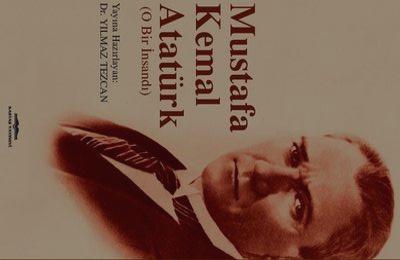 Mustafa
Kemal
Atatürk
(O Bir İnsandı)
Yayına Hazırlayan:
Dr. YILMAZ TEZCAN